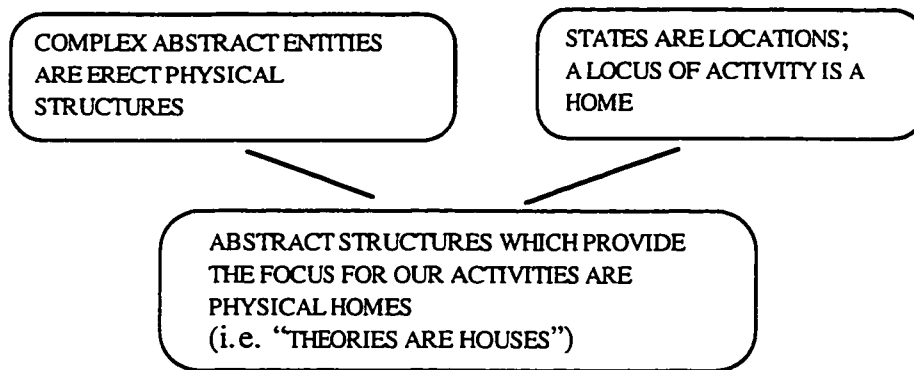 COMPLEX ABSTRACT ENTITIES
ARE ERECT PHYSICAL
STRUCTURES
STATES ARE LOCATIONS;
A LOCUS OF ACTIVITY IS A
HOME
ABSTRACT STRUCTURES WHICH PROVIDE
THE FOCUS FOR OUR ACTIVITIES ARE
PHYSICAL HOMES
(i.e. “THEORIES ARE HOUSES”)